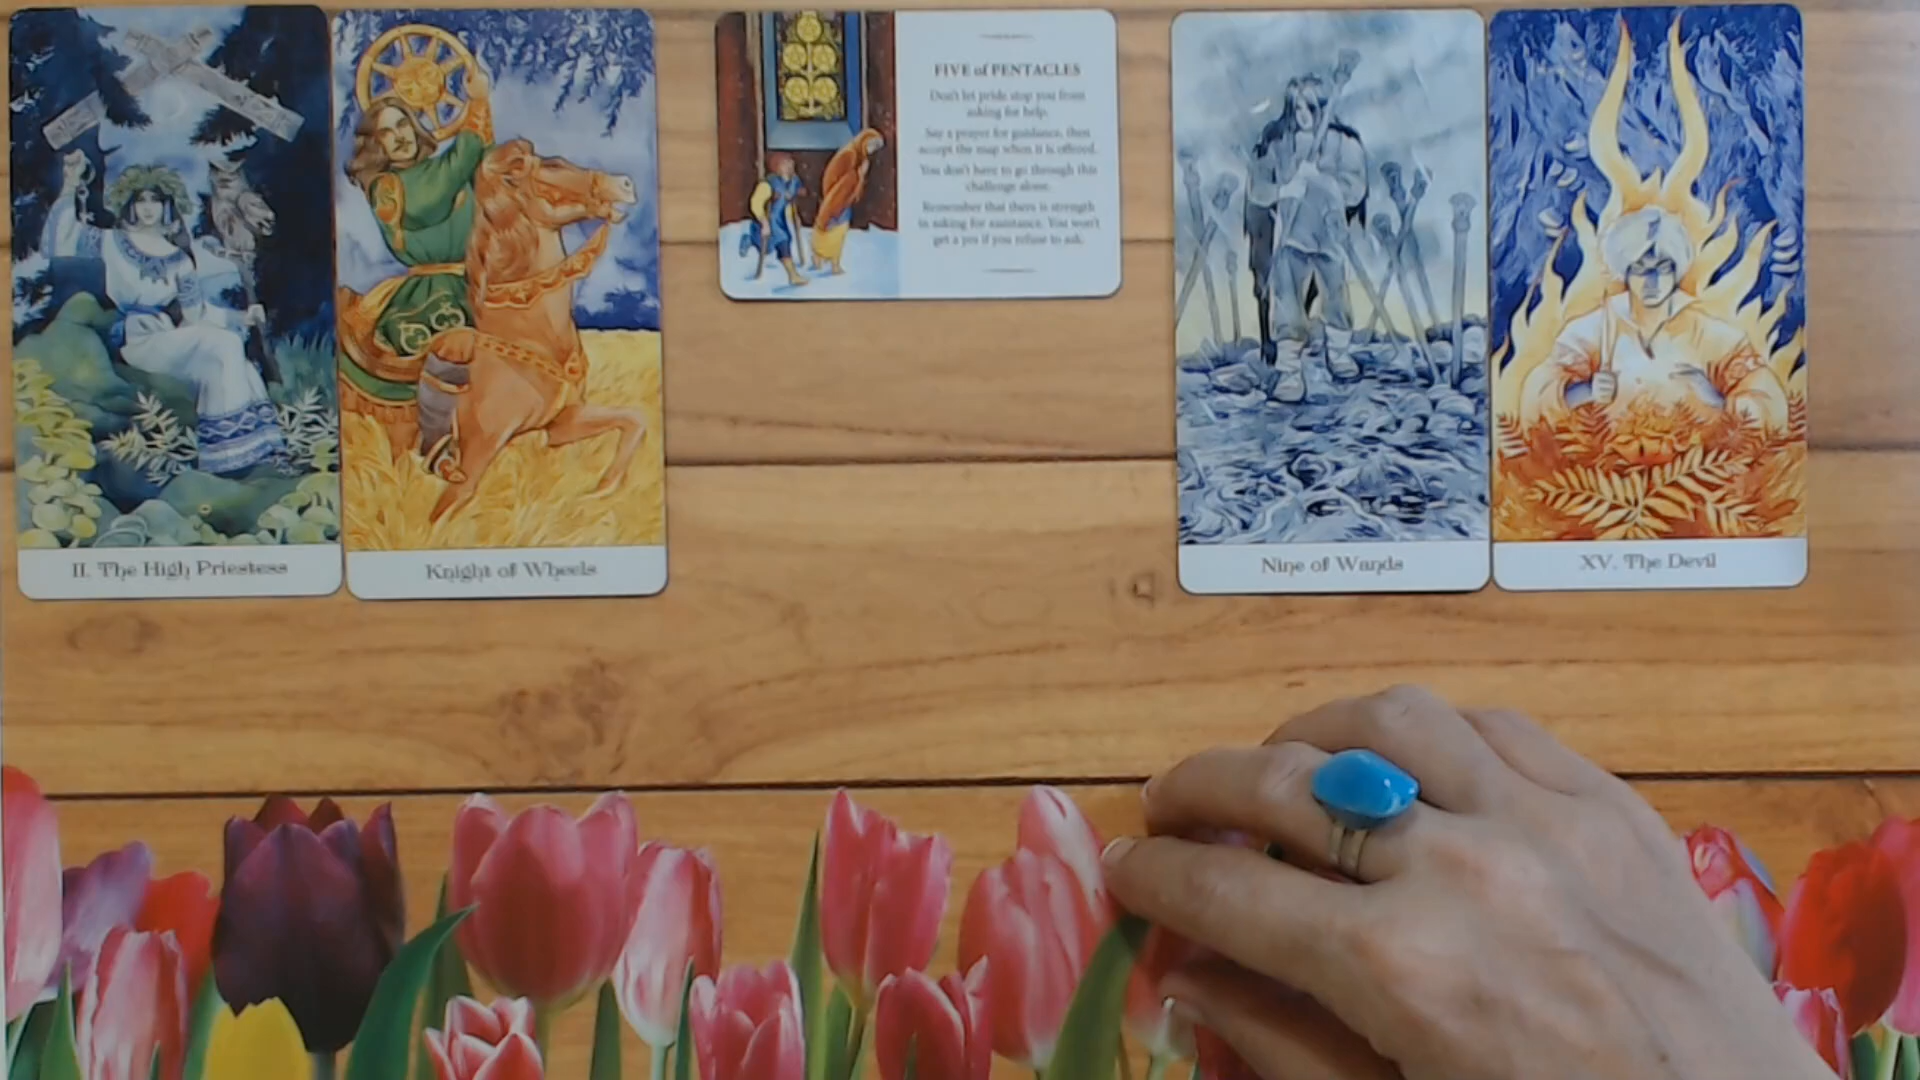 II. The High Priestess
Knight of Wheels
FIVE of PENTACLES
Don't let pride stop you from
asking for help.
Say a prayer for guidance, then
accept the map when it is offered.
You don't have to go through this
challenge alone.
Remember that there is strength
in asking for assistance. You won't
get a yes if you refuse to ask.
Nine of Wands
XV. The Devil